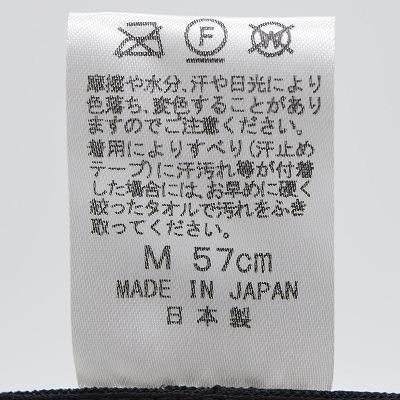 F W
摩擦や水分、汗や日光により
色落ち、変色することがあり
ますのでご注意ください。
着用によりすべり(汗止め
テープ)に汗汚れ等が付着
した場合には、お早めに硬く
絞ったタオルで汚れをふき
取ってください。
M 57cm
MADE IN JAPAN
日本製